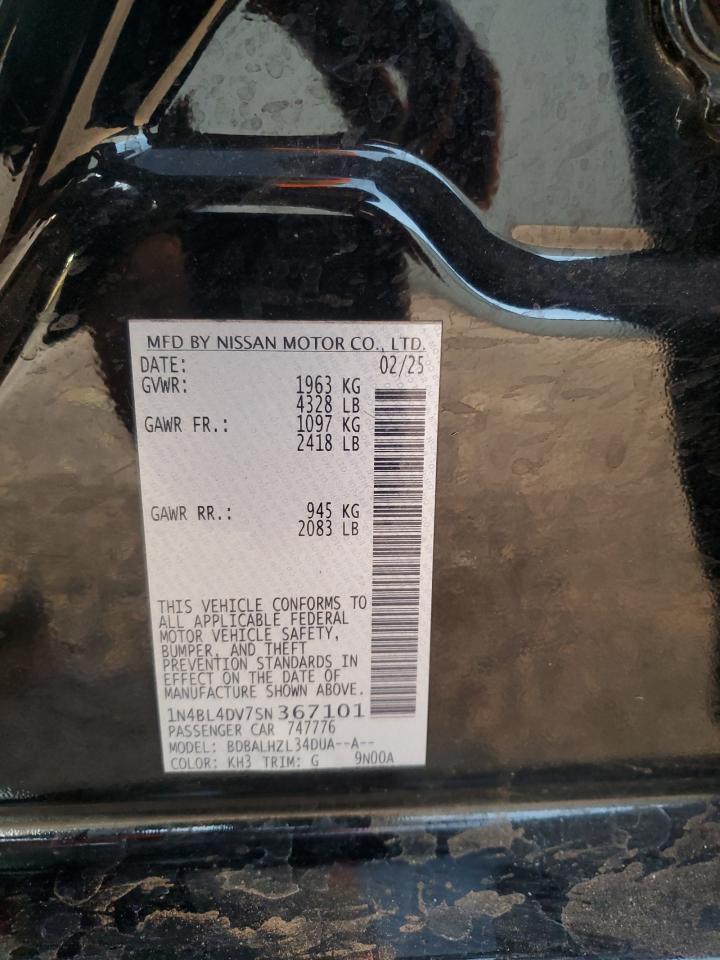 MFD BY NISSAN MOTOR CO., LTD.
DATE: 02/25
GVWR: 1963 KG
4328 LB
GAWR FR.: 1097 KG
2418 LB
GAWR RR.: 945 KG
2083 LB
THIS VEHICLE CONFORMS TO
ALL APPLICABLE FEDERAL
MOTOR VEHICLE SAFETY,
BUMPER, AND THEFT
PREVENTION STANDARDS IN
EFFECT ON THE DATE OF
MANUFACTURE SHOWN ABOVE.
1N4BL4DV7SN367101
PASSENGER CAR 747776
MODEL: BDBALHZL34DUA--A--
COLOR: KH3 TRIM: G 9N00A